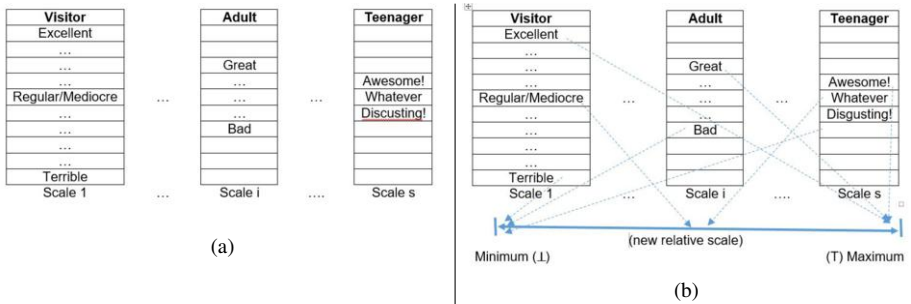 Visitor Adult Teenager
Excellent
...
... Great
... ... Awesome!
Regular/Mediocre ... ... ... Whatever
... ... Discusting!
... Bad
...
...
Terrible
Scale 1 ... Scale i .... Scale s
(a)
Visitor Adult Teenager
Excellent
...
... Great
... ... Awesome!
Regular/Mediocre ... ... ... Whatever
... ... Disgusting!
... Bad
...
...
Terrible
Scale 1 ... Scale i .... Scale s
(new relative scale)
Minimum (⊥) (T) Maximum
(b)